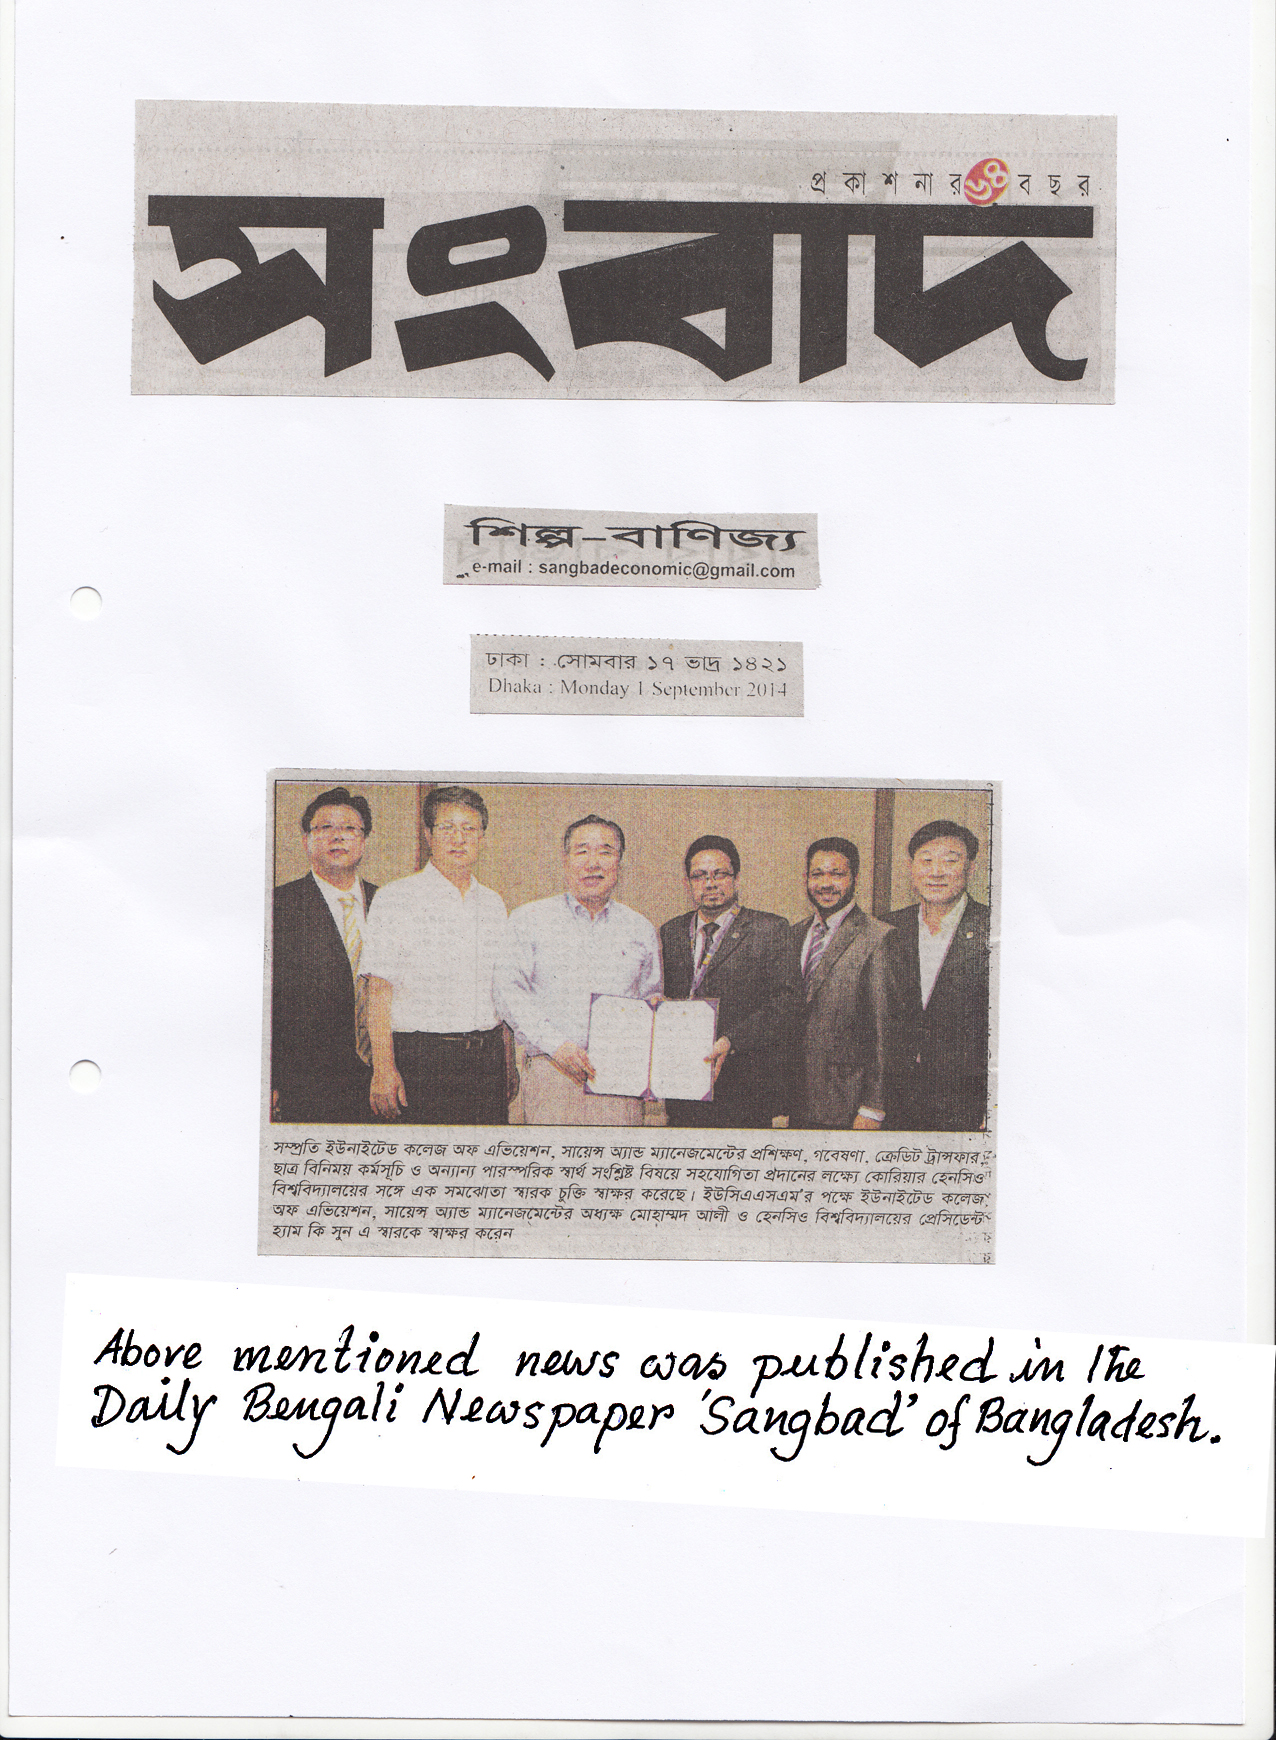 প্রকাশনার ৬৪ বছর
সংবাদ
শিল্প-বাণিজ্য
e-mail : sangbadeconomic@gmail.com
ঢাকা : সোমবার ১৭ ভাদ্র ১৪২১
Dhaka : Monday 1 September 2014
সম্প্রতি ইউনাইটেড কলেজ অফ এভিয়েশন, সায়েন্স অ্যান্ড ম্যানেজমেন্টের প্রশিক্ষণ, গবেষণা, ক্রেডিট ট্রান্সফার
ছাত্র বিনিময় কর্মসূচি ও অন্যান্য পারস্পরিক স্বার্থ সংশ্লিষ্ট বিষয়ে সহযোগিতা প্রদানের লক্ষ্যে কোরিয়ার হেনসিও
বিশ্ববিদ্যালয়ের সঙ্গে এক সমঝোতা স্মারক চুক্তি স্বাক্ষর করেছে। ইউসিএএসএম'র পক্ষে ইউনাইটেড কলেজ
অফ এভিয়েশন, সায়েন্স অ্যান্ড ম্যানেজমেন্টের অধ্যক্ষ মোহাম্মদ আলী ও হেনসিও বিশ্ববিদ্যালয়ের প্রেসিডেন্ট
হ্যাম কি সুন এ স্মারকে স্বাক্ষর করেন
Above mentioned news was published in the
Daily Bengali Newspaper 'Sangbad' of Bangladesh.